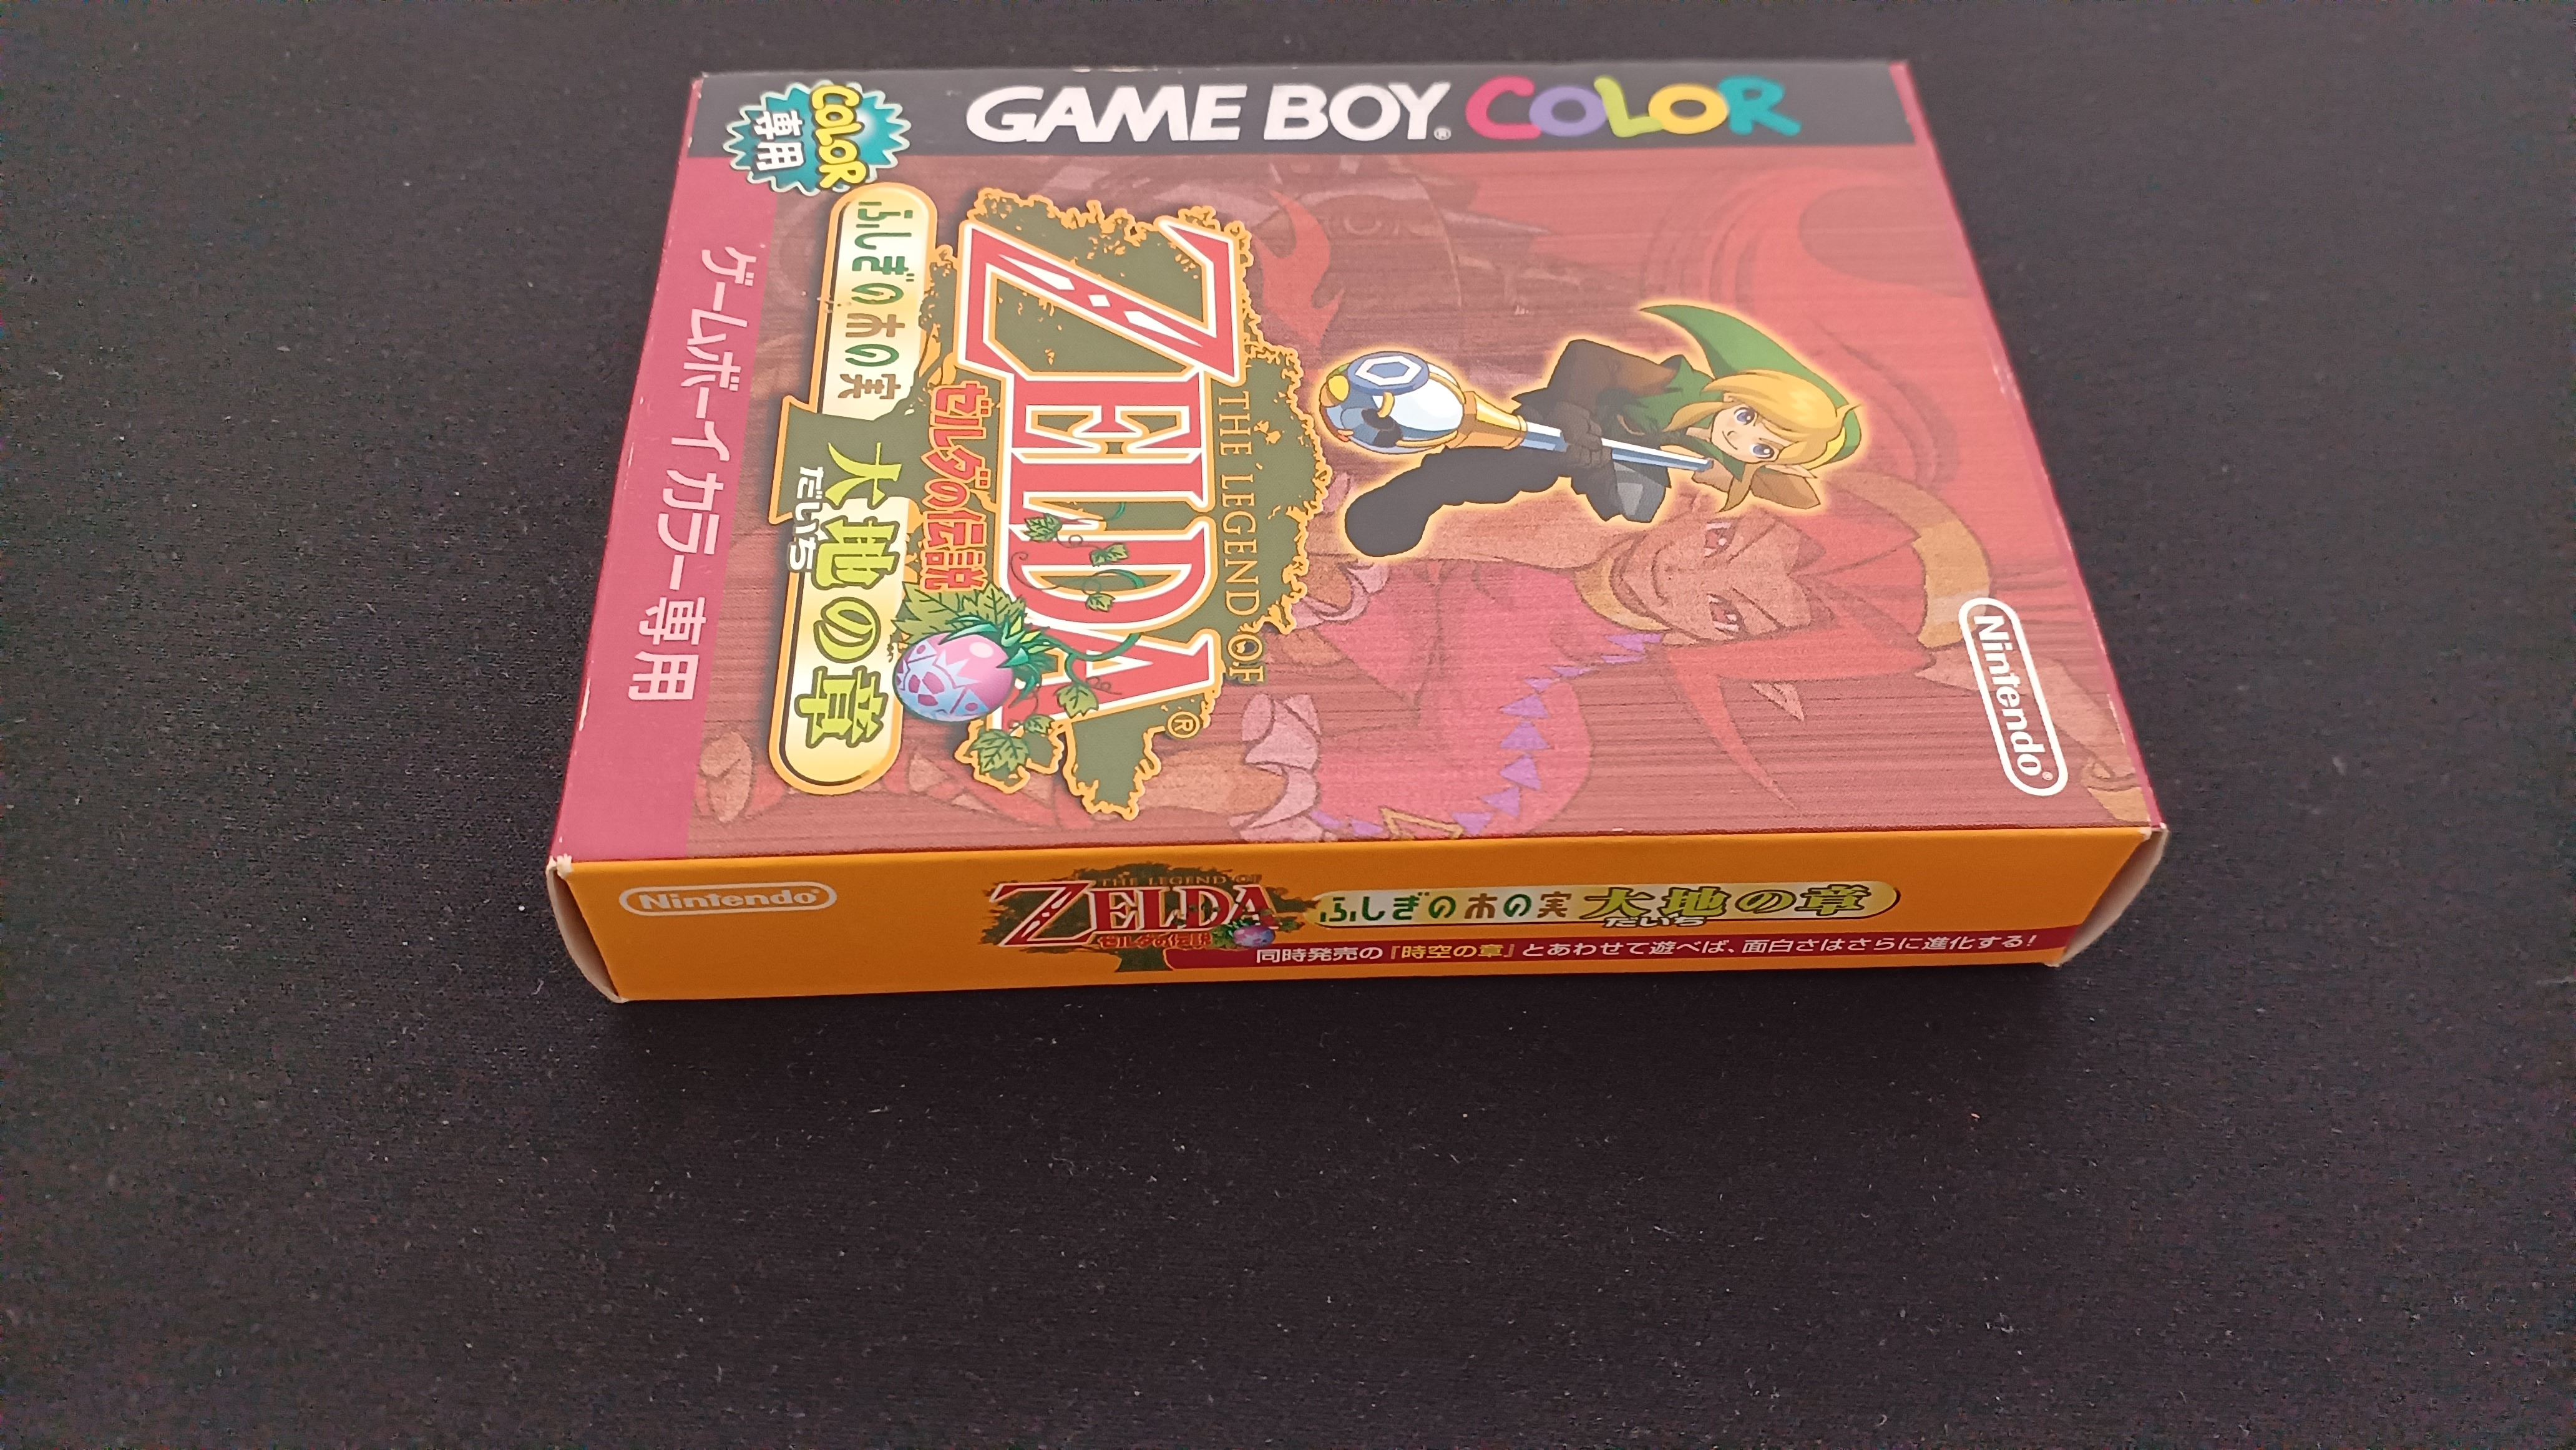 GAME BOY® COLOR
COLOR
専用
ゲームボーイカラー専用
THE LEGEND OF
ZELDA®
ゼルダの伝説
ふしぎの木の実
大地の章
だいち
Nintendo®
Nintendo
THE LEGEND OF
ZELDA
ゼルダの伝説
ふしぎの木の実 大地の章
だいち
同時発売の『時空の章』とあわせて遊べば、面白さはさらに進化する!